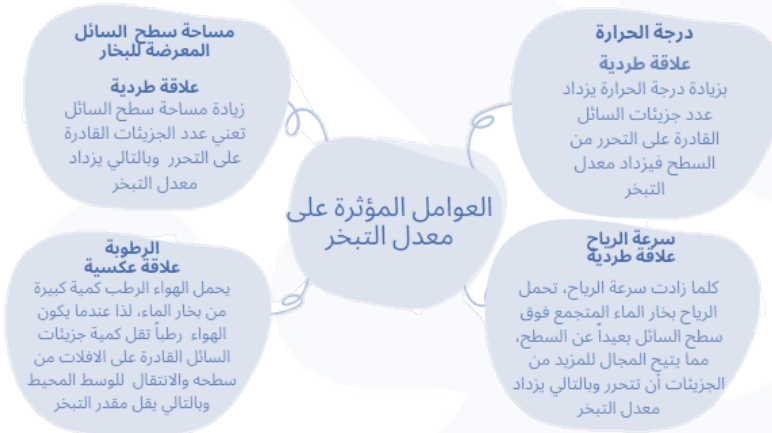 درجة الحرارة
علاقة طردية
بزيادة درجة الحرارة يزداد
عدد جزيئات السائل
القادرة على التحرر من
السطح فيزداد معدل
التبخر
مساحة سطح السائل
المعرضة للبخار
علاقة طردية
زيادة مساحة سطح السائل
تعني عدد الجزيئات القادرة
على التحرر وبالتالي يزداد
معدل التبخر
العوامل المؤثرة على
معدل التبخر
سرعة الرياح
علاقة طردية
كلما زادت سرعة الرياح، تحمل
الرياح بخار الماء المتجمع فوق
سطح السائل بعيداً عن السطح،
مما يتيح المجال للمزيد من
الجزيئات أن تتحرر وبالتالي يزداد
معدل التبخر
الرطوبة
علاقة عكسية
يحمل الهواء الرطب كمية كبيرة
من بخار الماء، لذا عندما يكون
الهواء رطباً تقل كمية جزيئات
السائل القادرة على الافلات من
سطحه والانتقال للوسط المحيط
وبالتالي يقل مقدر التبخر